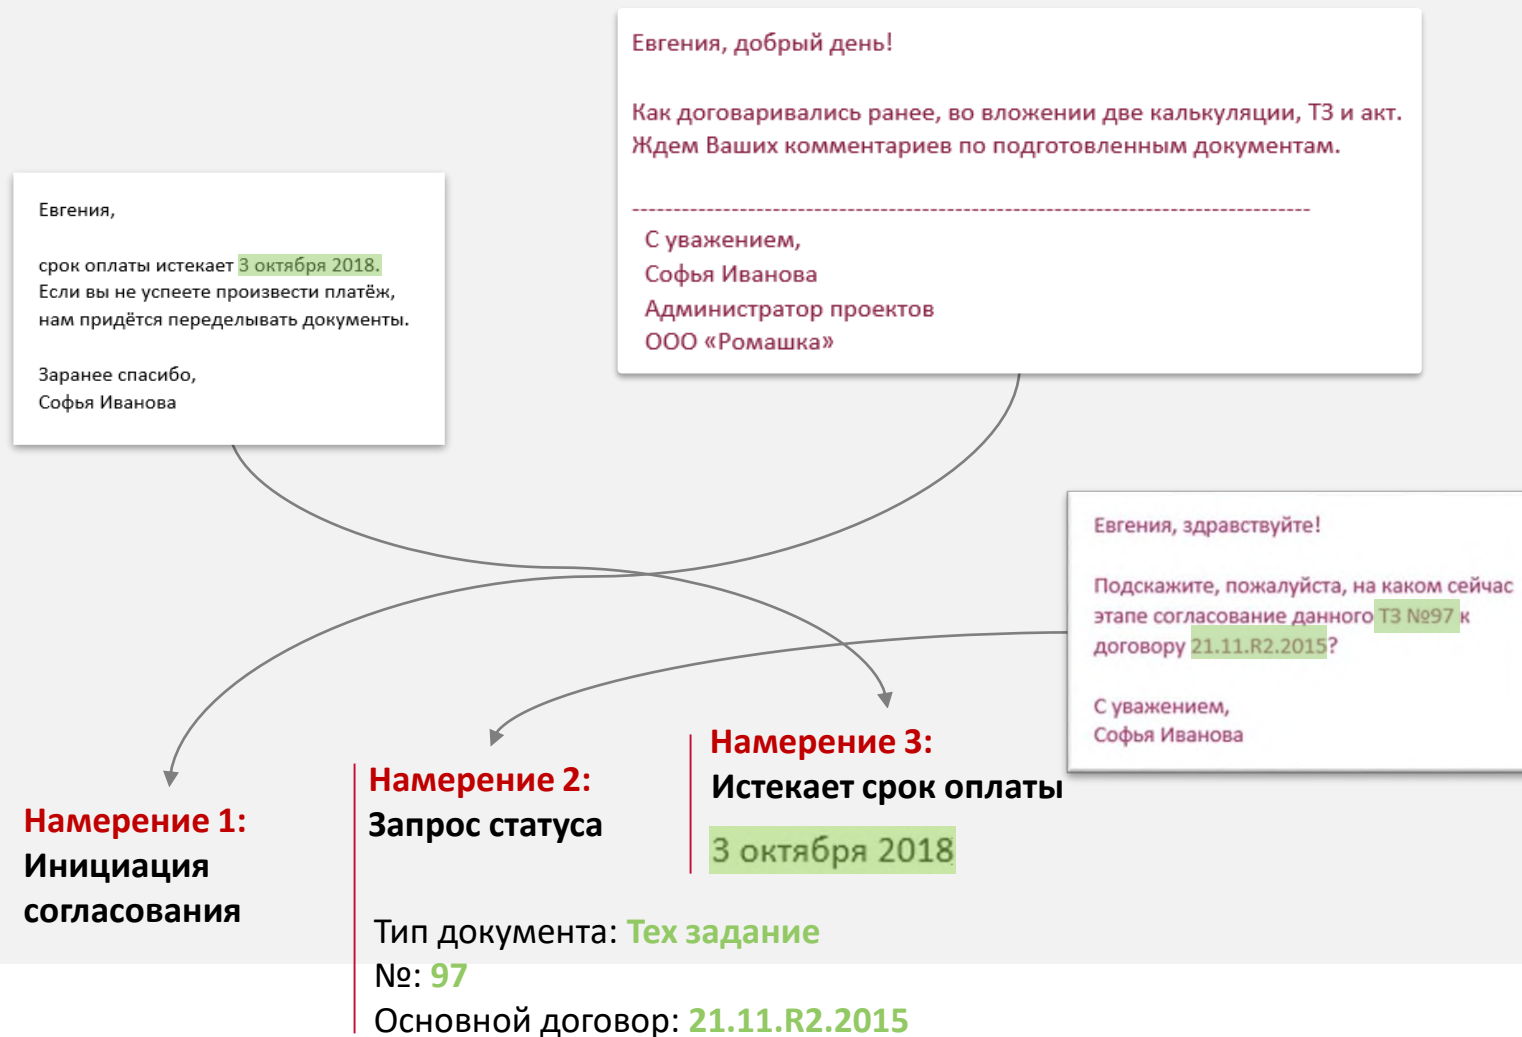 Евгения, добрый день!
Как договаривались ранее, во вложении две калькуляции, ТЗ и акт.
Ждем Ваших комментариев по подготовленным документам.
----------------------------------------------------------------------------------
С уважением,
Софья Иванова
Администратор проектов
ООО «Ромашка»
Евгения,
срок оплаты истекает 3 октября 2018.
Если вы не успеете произвести платёж,
нам придётся переделывать документы.
Заранее спасибо,
Софья Иванова
Евгения, здравствуйте!
Подскажите, пожалуйста, на каком сейчас
этапе согласование данного ТЗ №97 к
договору 21.11.R2.2015?
С уважением,
Софья Иванова
Намерение 1:
Инициация
согласования
Намерение 2:
Запрос статуса
Тип документа: Тех задание
№: 97
Основной договор: 21.11.R2.2015
Намерение 3:
Истекает срок оплаты
3 октября 2018